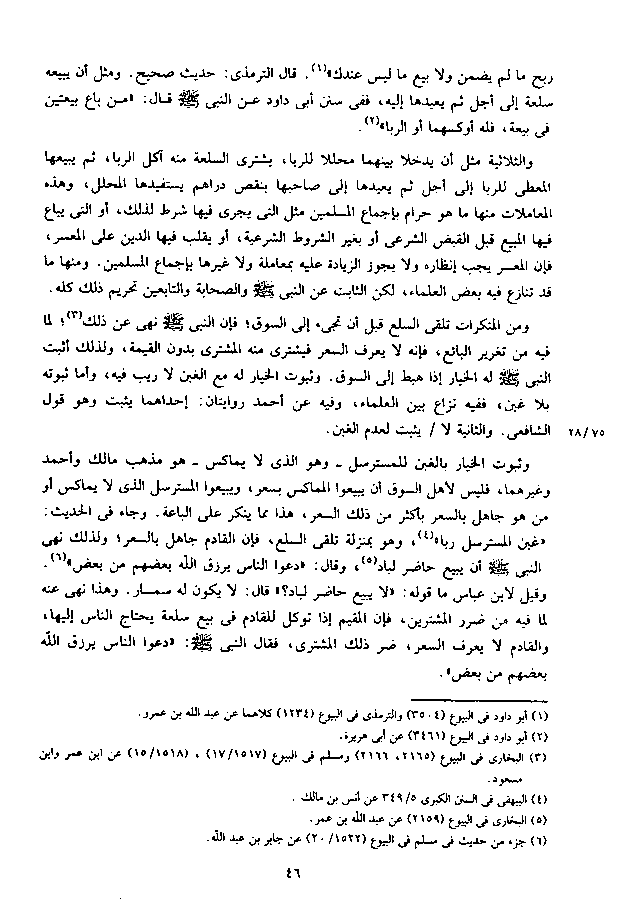 ربح ما لم يضمن ولا بيع ما ليس عندك»(١). قال الترمذى: حديث صحيح. ومثل أن يبيعه
سلعة إلى أجل ثم يعيدها إليه، ففى سنن أبى داود عن النبى ﷺ قال: «من باع بيعتين
فى بيعة، فله أوكسهما أو الربا»(٢).
والثلاثية مثل أن يدخلا بينهما محللا للربا، يشترى السلعة منه آكل الربا، ثم يبيعها
المعطى للربا إلى أجل ثم يعيدها إلى صاحبها بنقص دراهم يستفيدها المحلل، وهذه
المعاملات منها ما هو حرام بإجماع المسلمين مثل التى يجرى فيها شرط لذلك، أو التى يباع
فيها المبيع قبل القبض الشرعى أو بغير الشروط الشرعية، أو يقلب فيها الدين على المعسر،
فإن المعسر يجب إنظاره ولا يجوز الزيادة عليه بمعاملة ولا غيرها بإجماع المسلمين. ومنها ما
قد تنازع فيه بعض العلماء، لكن الثابت عن النبى ﷺ والصحابة والتابعين تحريم ذلك كله.
ومن المنكرات تلقى السلع قبل أن تجىء إلى السوق؛ فإن النبى ﷺ نهى عن ذلك(٣)؛ لما
فيه من تغرير البائع، فإنه لا يعرف السعر فيشترى منه المشترى بدون القيمة، ولذلك أثبت
النبى ﷺ له الخيار إذا هبط إلى السوق. وثبوت الخيار له مع الغبن لا ريب فيه، وأما ثبوته
بلا غبن، ففيه نزاع بين العلماء، وفيه عن أحمد روايتان: إحداهما يثبت وهو قول
الشافعى. والثانية لا / يثبت لعدم الغبن. ٢٨/٧٥
وثبوت الخيار بالغبن للمسترسل ـ وهو الذى لا يماكس ـ هو مذهب مالك وأحمد
وغيرهما، فليس لأهل السوق أن يبيعوا المماكس بسعر، ويبيعوا المسترسل الذى لا يماكس أو
من هو جاهل بالسعر بأكثر من ذلك السعر، هذا مما ينكر على الباعة. وجاء فى الحديث:
«غبن المسترسل ربا»(٤)، وهو بمنزلة تلقى السلع، فإن القادم جاهل بالسعر؛ ولذلك نهى
النبى ﷺ أن يبيع حاضر لباد(٥)، وقال: «دعوا الناس يرزق الله بعضهم من بعض»(٦).
وقيل لابن عباس ما قوله: «لا يبيع حاضر لباد؟» قال: لا يكون له سمسار. وهذا نهى عنه
لما فيه من ضرر المشترين، فإن المقيم إذا توكل للقادم فى بيع سلعة يحتاج الناس إليها،
والقادم لا يعرف السعر، ضر ذلك المشترى، فقال النبى ﷺ: «دعوا الناس يرزق الله
بعضهم من بعض».
(١) أبو داود فى البيوع (٣٥٠٤) والترمذى فى البيوع (١٢٣٤) كلاهما عن عبد الله بن عمرو.
(٢) أبو داود فى البيوع (٣٤٦١) عن أبى هريرة.
(٣) البخارى فى البيوع (٢١٦٥، ٢١٦٦) ومسلم فى البيوع (١٧/١٥١٧) ، (١٥/١٥١٨) عن ابن عمر وابن
مسعود.
(٤) البيهقى فى السنن الكبرى ٣٤٩/٥ عن أنس بن مالك .
(٥) البخارى فى البيوع (٢١٥٩) عن عبد الله بن عمر.
(٦) جزء من حديث فى مسلم فى البيوع (٢٠/١٥٢٢) عن جابر بن عبد الله.
٤٦